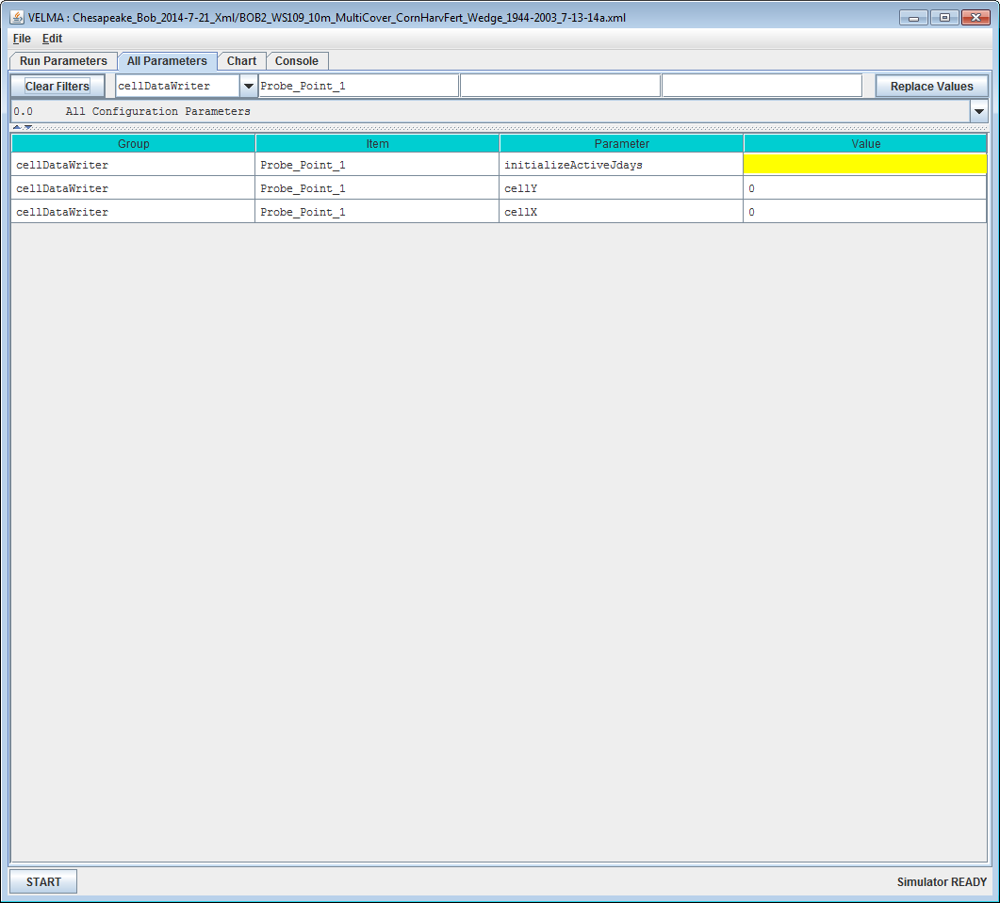 VELMA : Chesapeake_Bob_2014-7-21_Xml/BOB2_WS109_10m_MultiCover_CornHarvFert_Wedge_1944-2003_7-13-14a.xml
File Edit
Run Parameters All Parameters Chart Console
Clear Filters cellDataWriter Probe_Point_1 Replace Values
0.0 All Configuration Parameters
Group Item Parameter Value
cellDataWriter Probe_Point_1 initializeActiveJdays
cellDataWriter Probe_Point_1 cellY 0
cellDataWriter Probe_Point_1 cellX 0
START Simulator READY